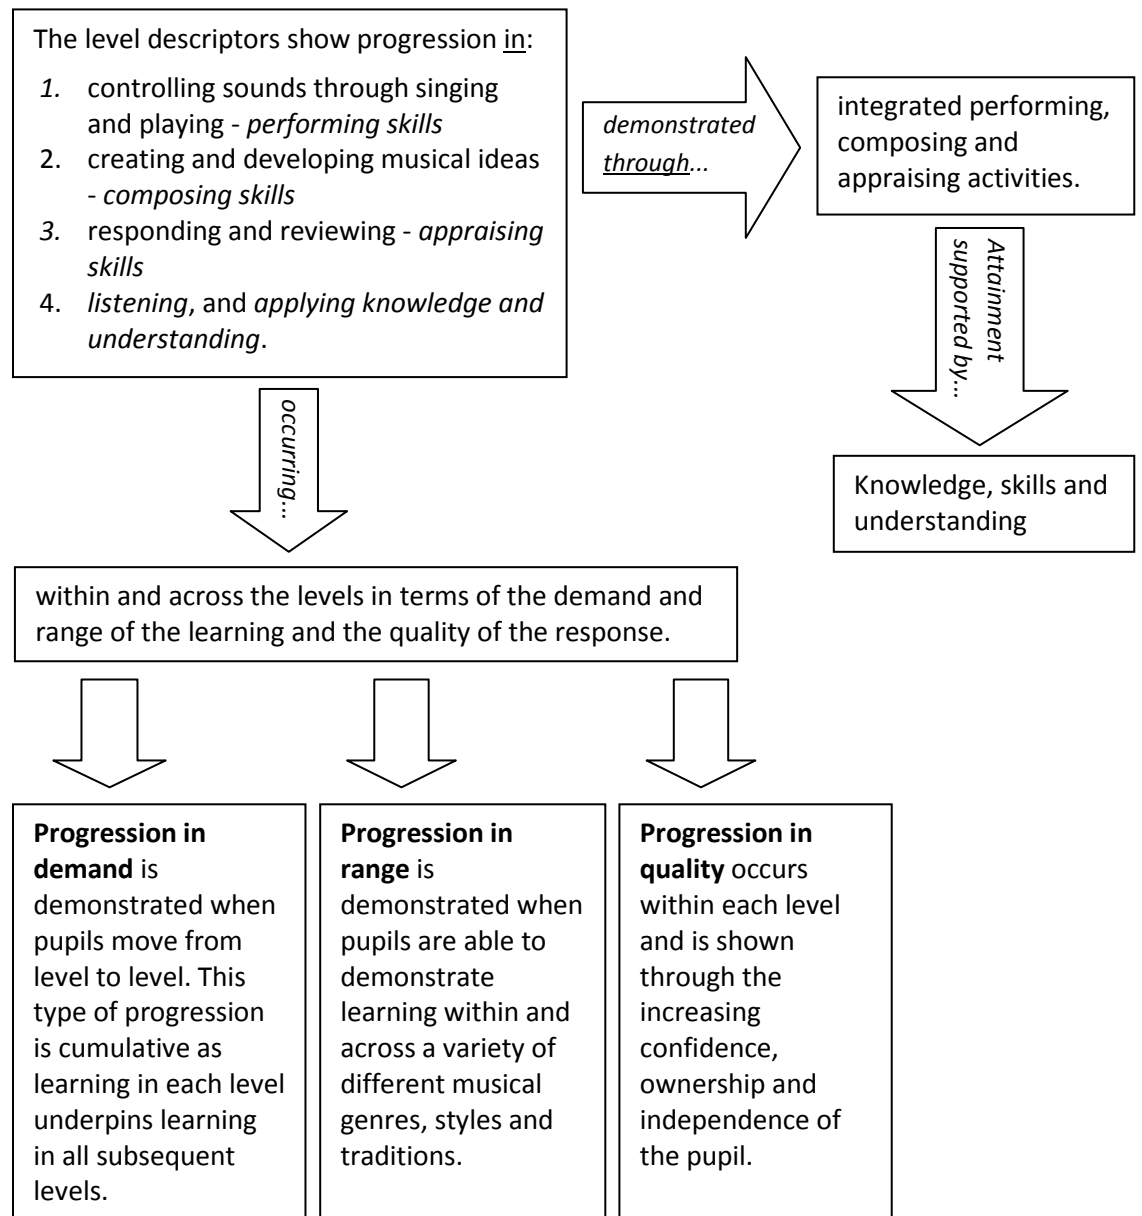 The level descriptors show progression in:
1. controlling sounds through singing
and playing - performing skills
2. creating and developing musical ideas
- composing skills
3. responding and reviewing - appraising
skills
4. listening, and applying knowledge and
understanding.
demonstrated
through...
integrated performing,
composing and
appraising activities.
Attainment
supported by...
Knowledge, skills and
understanding
occurring...
within and across the levels in terms of the demand and
range of the learning and the quality of the response.
Progression in
demand is
demonstrated when
pupils move from
level to level. This
type of progression
is cumulative as
learning in each level
underpins learning
in all subsequent
levels.
Progression in
range is
demonstrated when
pupils are able to
demonstrate
learning within and
across a variety of
different musical
genres, styles and
traditions.
Progression in
quality occurs
within each level
and is shown
through the
increasing
confidence,
ownership and
independence of
the pupil.